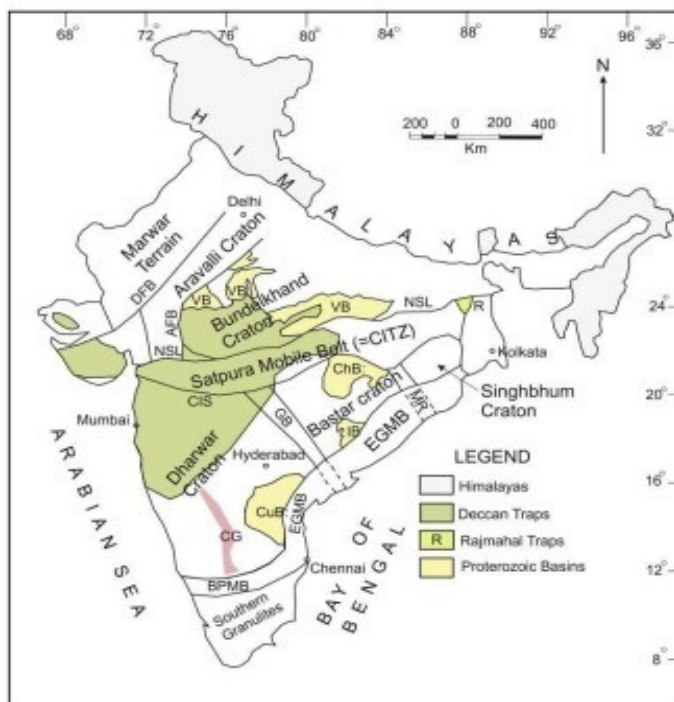 68° 72° 76° 80° 84° 88° 92° 96°
36°
N
200 0 200 400
Km
32°
HIMALAYAS
Delhi
Marwar
Terrain
DFB
Aravalli Craton
VB
VB
Bundalkhand
Craton
VB
NSL
24°
R
AFB
NSL
Satpura Mobile Belt (=CITZ)
Kolkata
CIS
ChB
Bastar craton
MR
Singhbhum
Craton
20°
Mumbai
GB
IB
EGMB
Dharwar
Craton
Hyderabad
LEGEND
Himalayas
16°
Deccan Traps
CuB
EGMB
R Rajmahal Traps
CG
Proterozoic Basins
ARABIAN SEA
BAY OF
BENGAL
Chennai
12°
BPMB
Southern
Granulites
8°